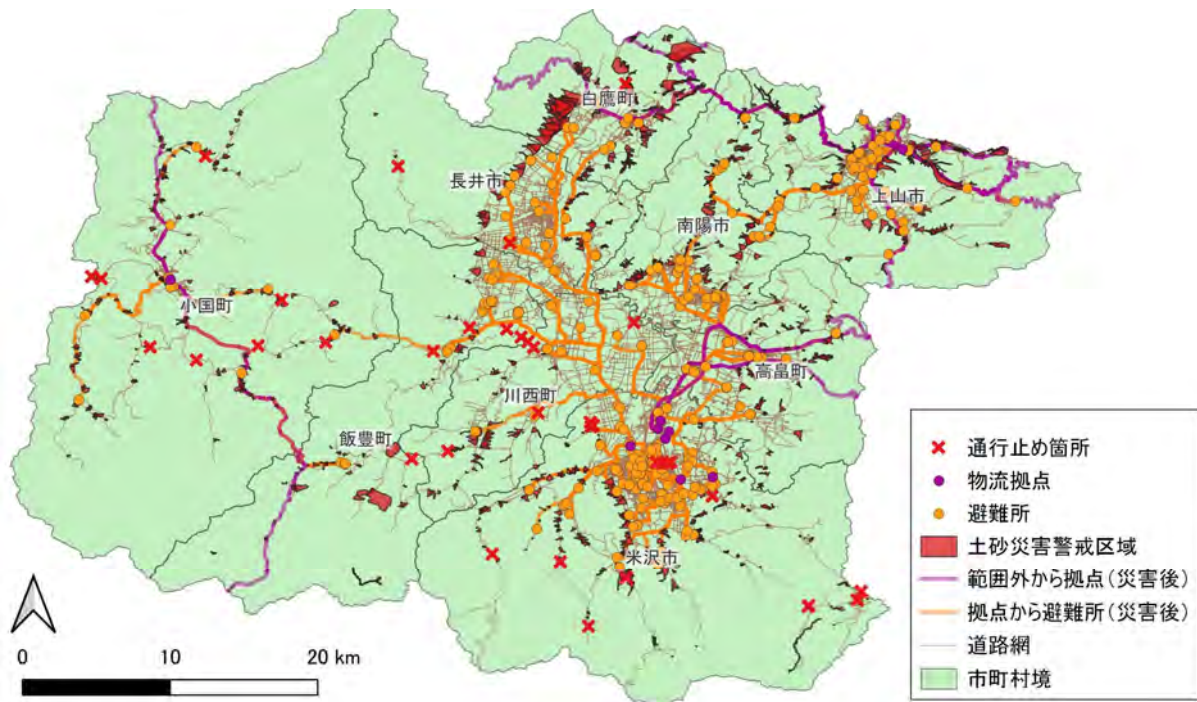 白鷹町
長井市
上山市
南陽市
小国町
高畠町
川西町
飯豊町
米沢市
通行止め箇所
物流拠点
避難所
土砂災害警戒区域
範囲外から拠点(災害後)
拠点から避難所(災害後)
道路網
市町村境
0 10 20 km